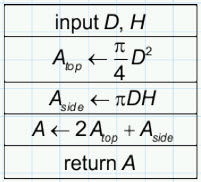 input D, H
A_top ← π/4 D²
A_side ← πDH
A ← 2A_top + A_side
return A